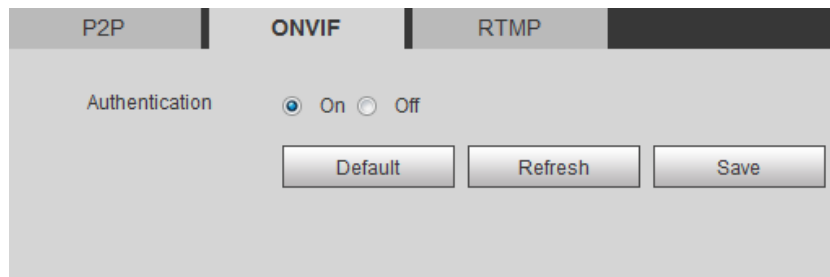 P2P ONVIF RTMP
Authentication On Off
Default Refresh Save